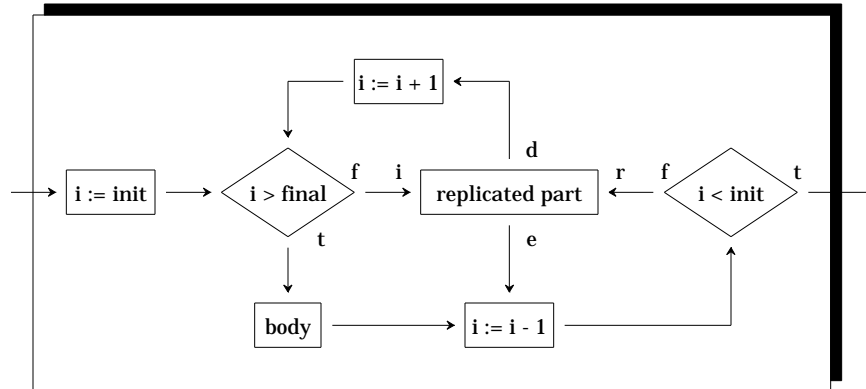 i := i + 1
d
f
i
r
f
t
i := init
i > final
replicated part
i < init
t
e
body
i := i - 1